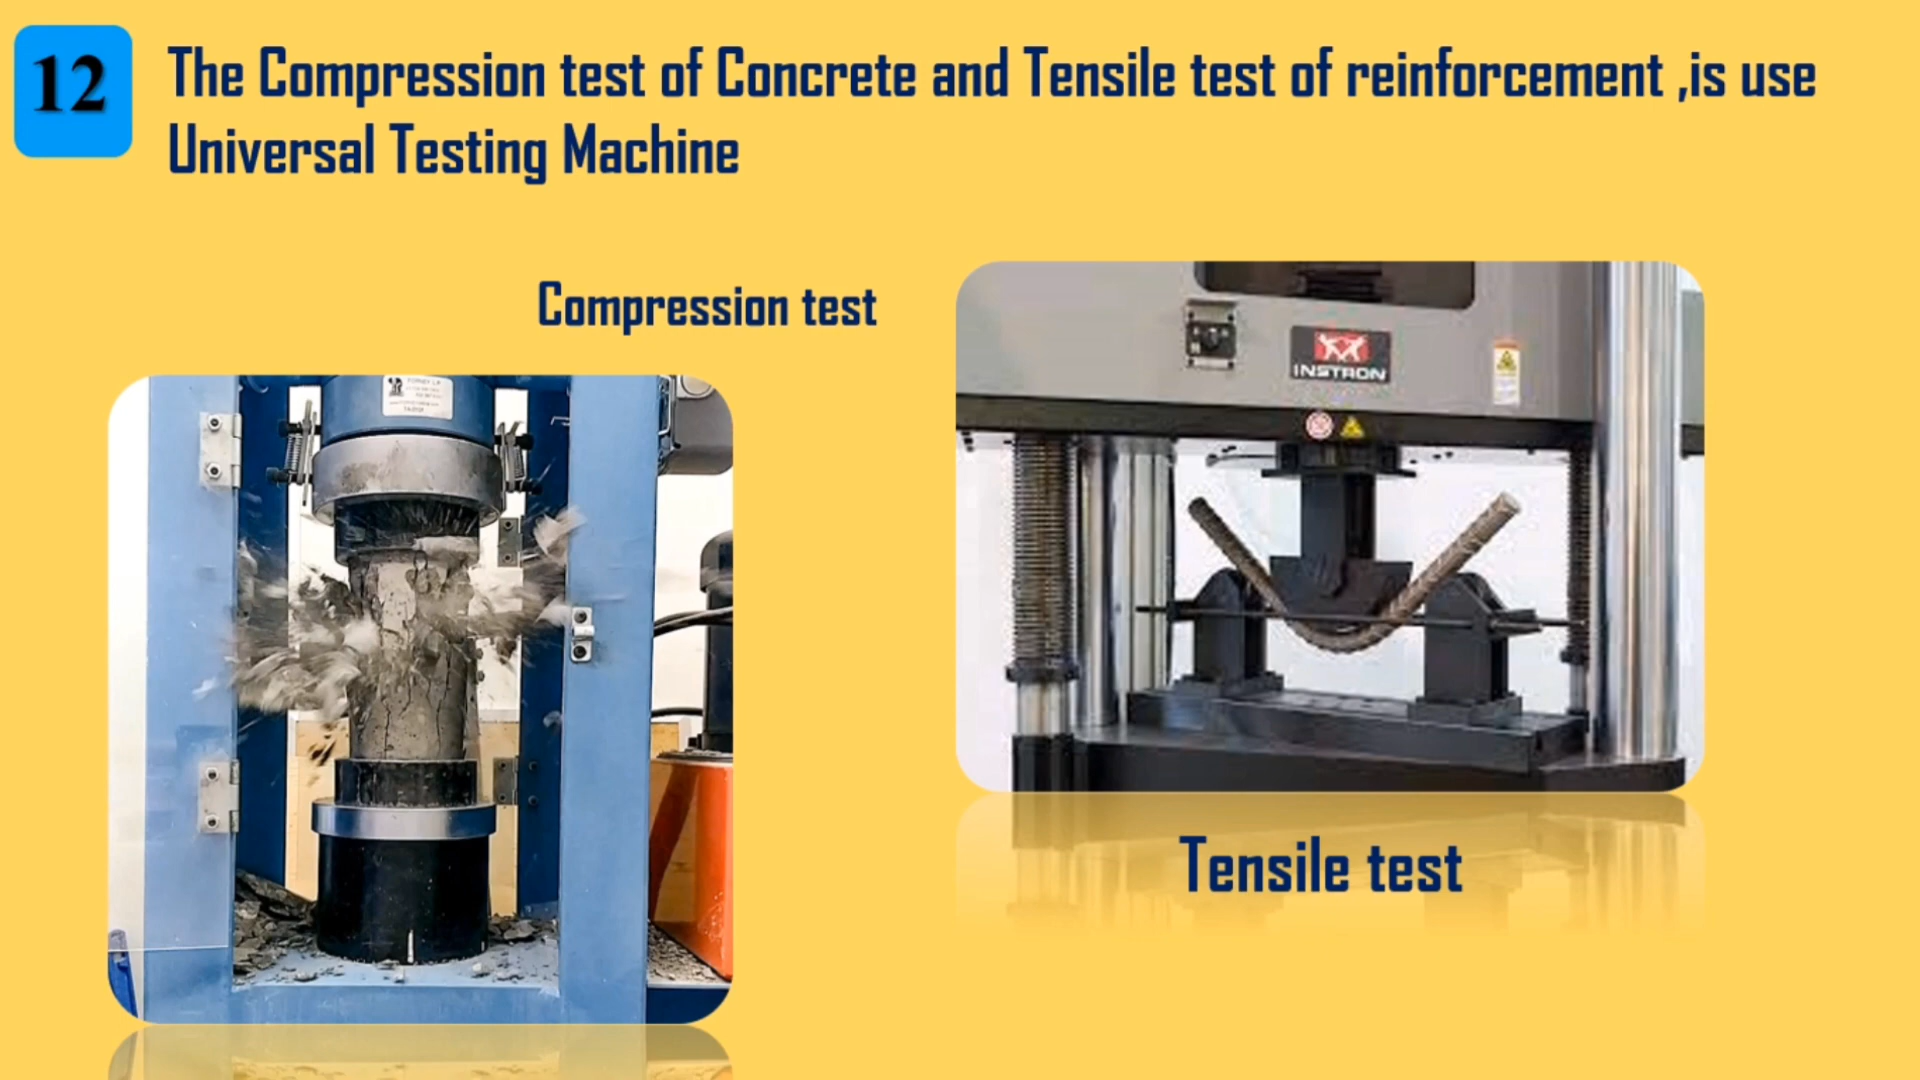 12
The Compression test of Concrete and Tensile test of reinforcement ,is use
Universal Testing Machine
Compression test
INSTRON
Tensile test